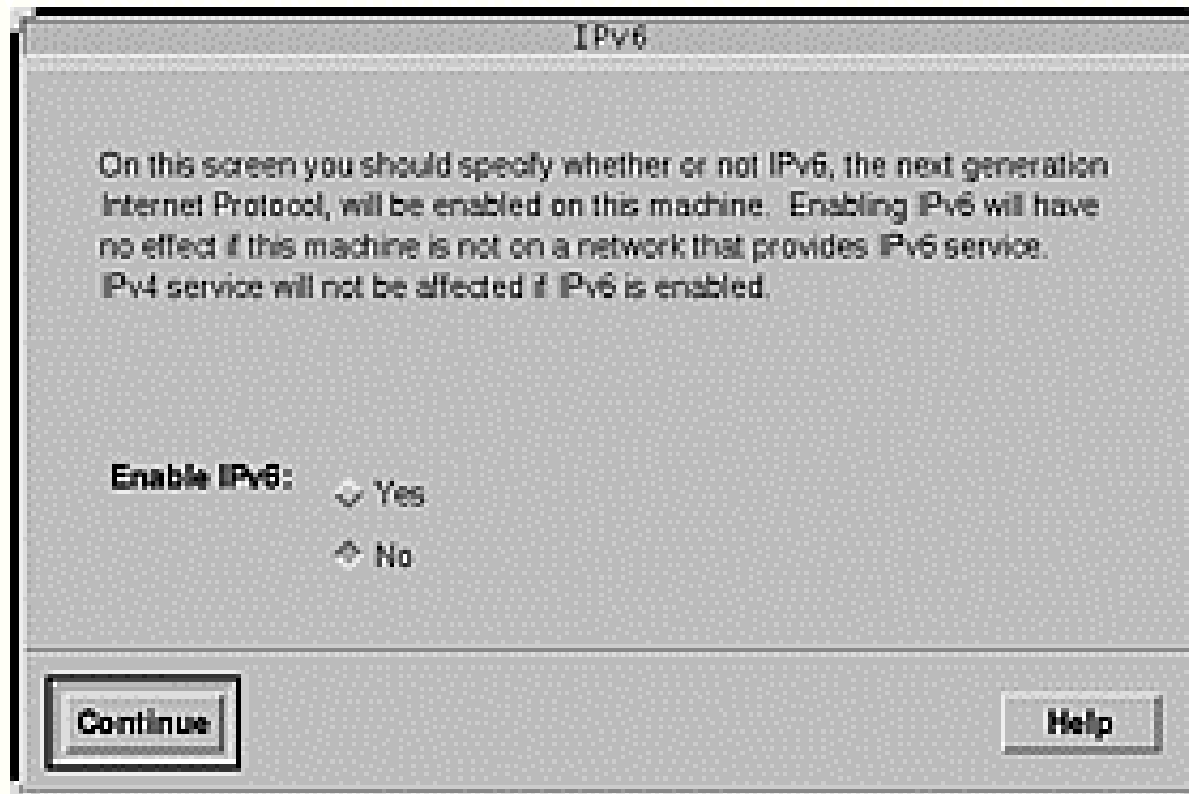 IPv6
On this screen you should specify whether or not IPv6, the next generation
Internet Protocol, will be enabled on this machine.  Enabling IPv6 will have
no effect if this machine is not on a network that provides IPv6 service.
IPv4 service will not be affected if IPv6 is enabled.
Enable IPv6:
Yes
No
Continue
Help